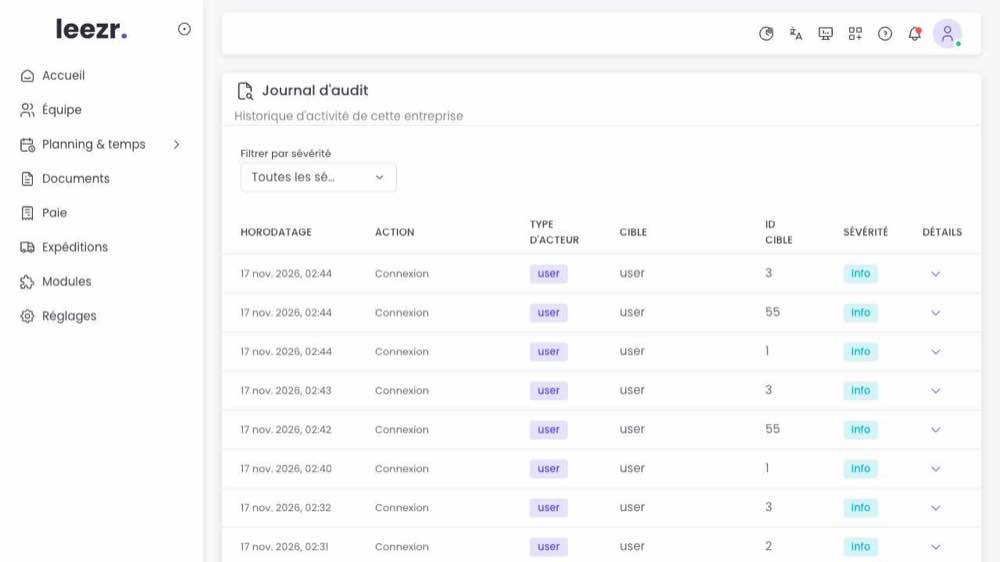 leezr.
Accueil
Équipe
Planning & temps
Documents
Paie
Expéditions
Modules
Réglages
Journal d'audit
Historique d'activité de cette entreprise
Filtrer par sévérité
Toutes les sé...
HORODATAGE ACTION TYPE D'ACTEUR CIBLE ID CIBLE SÉVÉRITÉ DÉTAILS
17 nov. 2026, 02:44 Connexion user user 3 Info
17 nov. 2026, 02:44 Connexion user user 55 Info
17 nov. 2026, 02:44 Connexion user user 1 Info
17 nov. 2026, 02:43 Connexion user user 3 Info
17 nov. 2026, 02:42 Connexion user user 55 Info
17 nov. 2026, 02:40 Connexion user user 1 Info
17 nov. 2026, 02:32 Connexion user user 3 Info
17 nov. 2026, 02:31 Connexion user user 2 Info